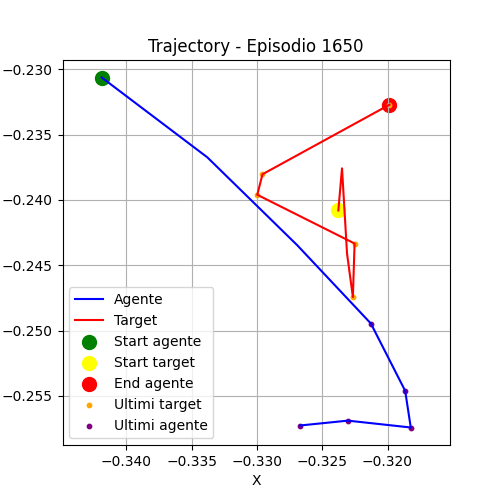 Trajectory - Episodio 1650
−0.230
−0.235
−0.240
−0.245
−0.250
−0.255
Agente
Target
Start agente
Start target
End agente
Ultimi target
Ultimi agente
−0.340 −0.335 −0.330 −0.325 −0.320
X